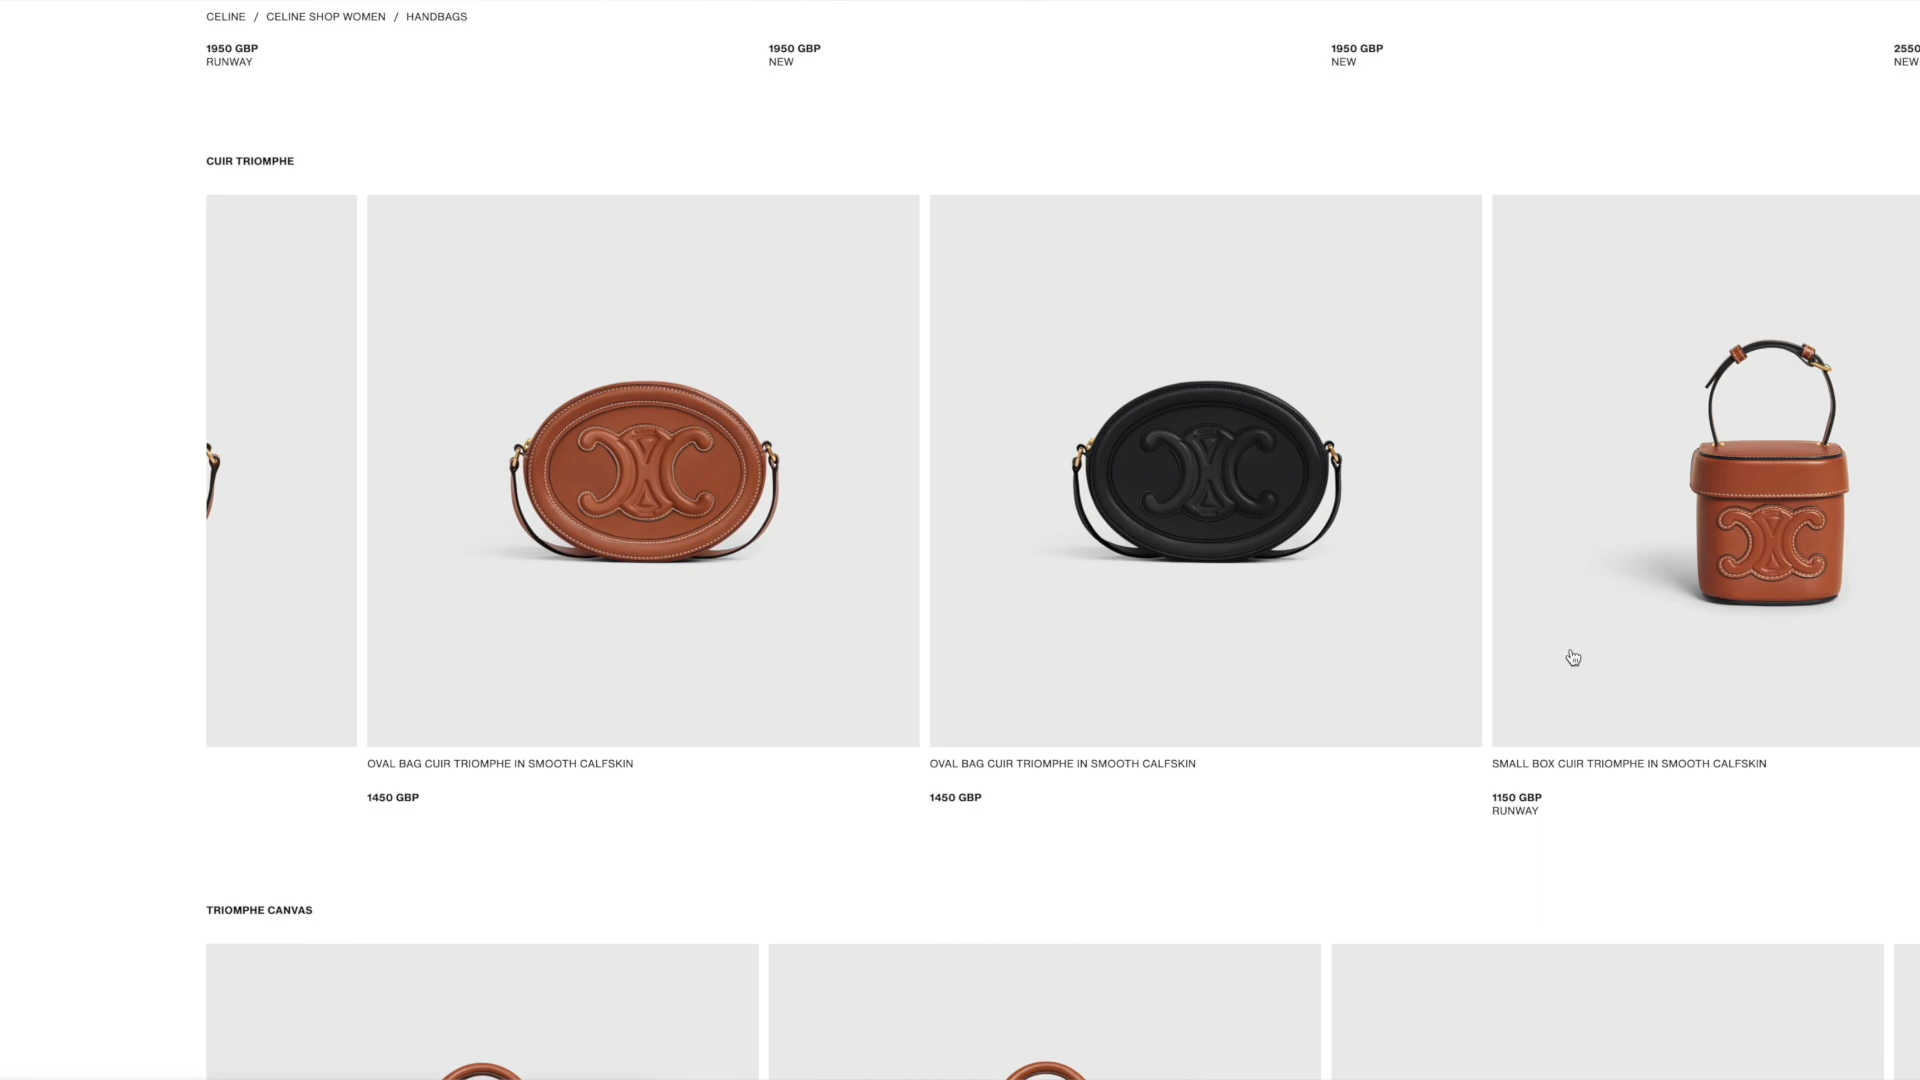 CELINE / CELINE SHOP WOMEN / HANDBAGS
1950 GBP
RUNWAY
1950 GBP
NEW
1950 GBP
NEW
2550
NEW
CUIR TRIOMPHE
OVAL BAG CUIR TRIOMPHE IN SMOOTH CALFSKIN
1450 GBP
OVAL BAG CUIR TRIOMPHE IN SMOOTH CALFSKIN
1450 GBP
SMALL BOX CUIR TRIOMPHE IN SMOOTH CALFSKIN
1150 GBP
RUNWAY
TRIOMPHE CANVAS